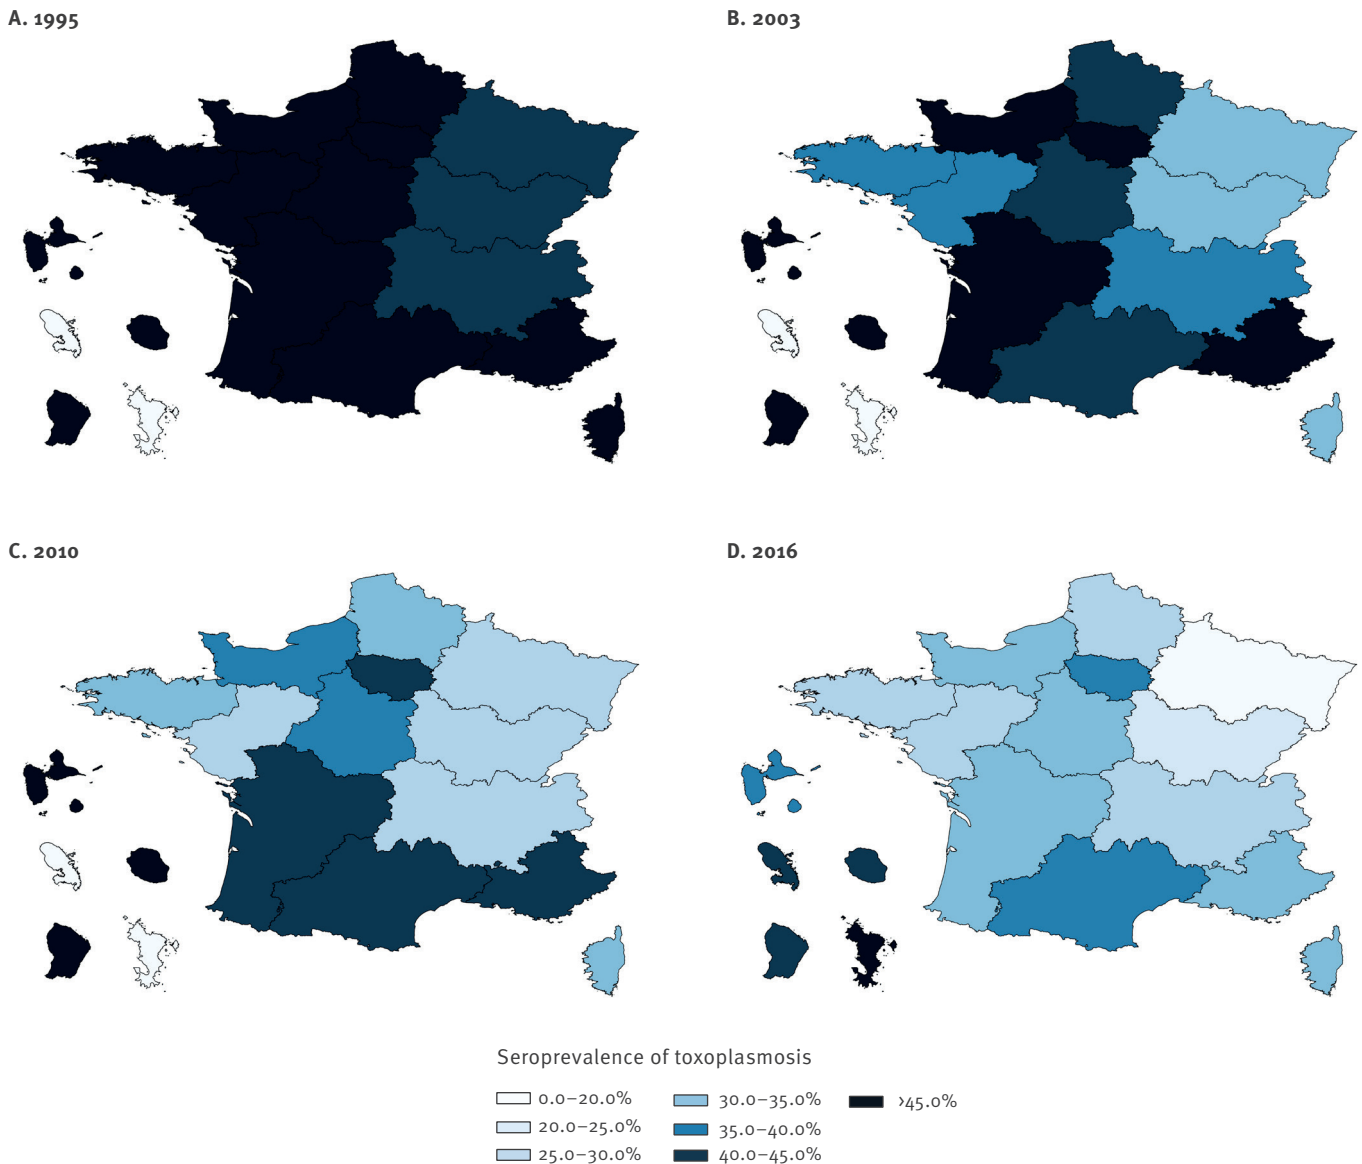 A. 1995
B. 2003
C. 2010
D. 2016
Seroprevalence of toxoplasmosis
0.0–20.0%
20.0–25.0%
25.0–30.0%
30.0–35.0%
35.0–40.0%
40.0–45.0%
>45.0%